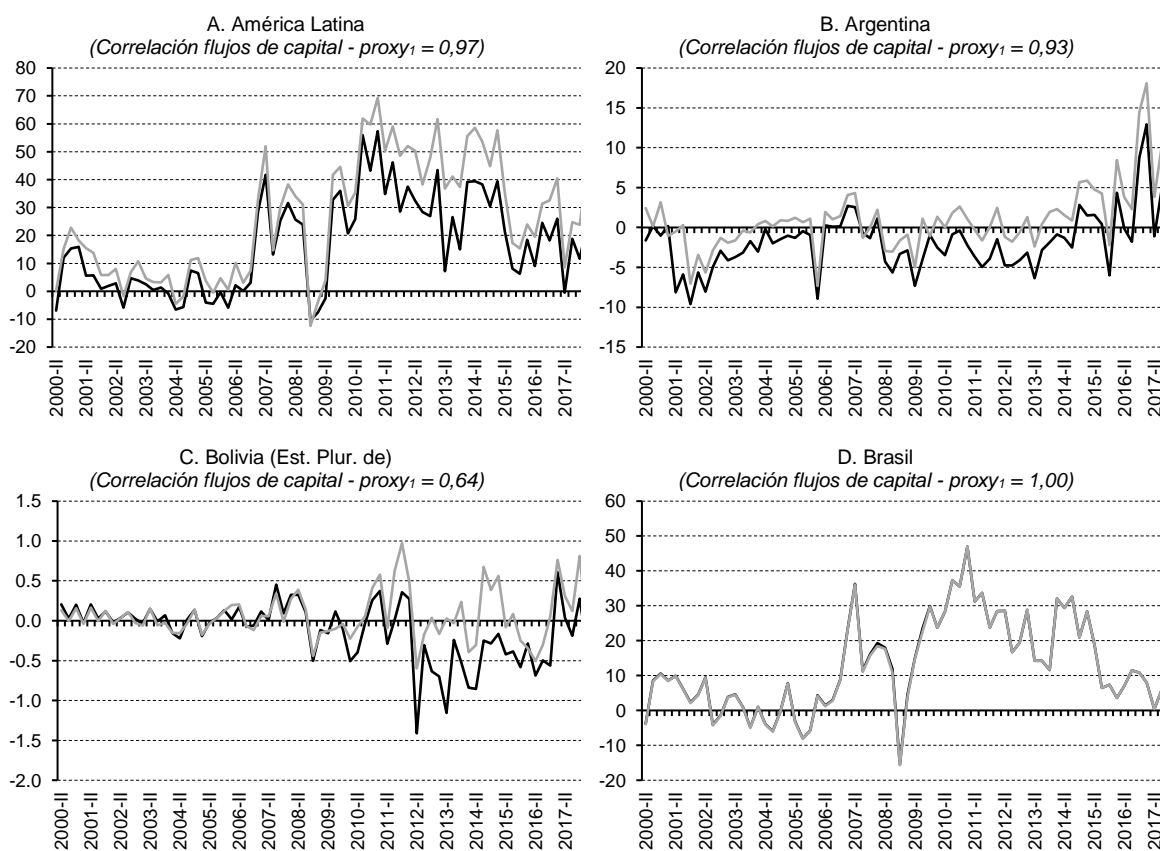 A. América Latina
(Correlación flujos de capital - proxy₁ = 0,97)
80
70
60
50
40
30
20
10
0
-10
-20
2000-II
2001-II
2002-II
2003-II
2004-II
2005-II
2006-II
2007-II
2008-II
2009-II
2010-II
2011-II
2012-II
2013-II
2014-II
2015-II
2016-II
2017-II
B. Argentina
(Correlación flujos de capital - proxy₁ = 0,93)
20
15
10
5
0
-5
-10
-15
2000-II
2001-II
2002-II
2003-II
2004-II
2005-II
2006-II
2007-II
2008-II
2009-II
2010-II
2011-II
2012-II
2013-II
2014-II
2015-II
2016-II
2017-II
C. Bolivia (Est. Plur. de)
(Correlación flujos de capital - proxy₁ = 0,64)
1.5
1.0
0.5
0.0
-0.5
-1.0
-1.5
-2.0
2000-II
2001-II
2002-II
2003-II
2004-II
2005-II
2006-II
2007-II
2008-II
2009-II
2010-II
2011-II
2012-II
2013-II
2014-II
2015-II
2016-II
2017-II
D. Brasil
(Correlación flujos de capital - proxy₁ = 1,00)
60
50
40
30
20
10
0
-10
-20
2000-II
2001-II
2002-II
2003-II
2004-II
2005-II
2006-II
2007-II
2008-II
2009-II
2010-II
2011-II
2012-II
2013-II
2014-II
2015-II
2016-II
2017-II